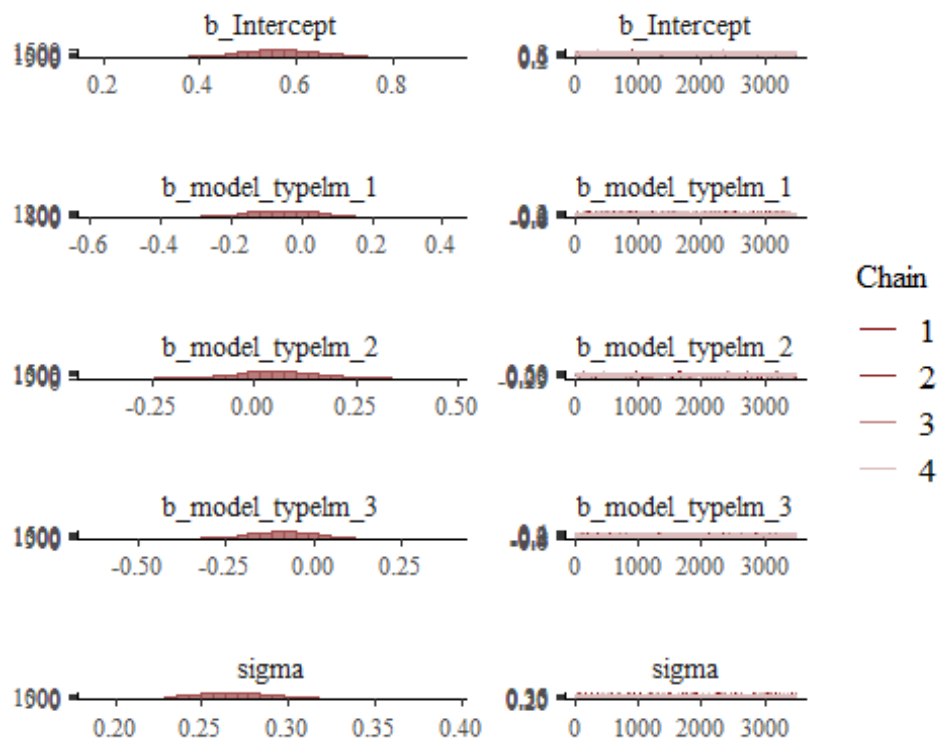 b_Intercept
b_Intercept
0.2 0.4 0.6 0.8
0 1000 2000 3000
b_model_typelm_1
b_model_typelm_1
-0.6 -0.4 -0.2 0.0 0.2 0.4
0 1000 2000 3000
Chain
1
2
3
4
b_model_typelm_2
b_model_typelm_2
-0.25 0.00 0.25 0.50
0 1000 2000 3000
b_model_typelm_3
b_model_typelm_3
-0.50 -0.25 0.00 0.25
0 1000 2000 3000
sigma
sigma
0.20 0.25 0.30 0.35 0.40
0 1000 2000 3000